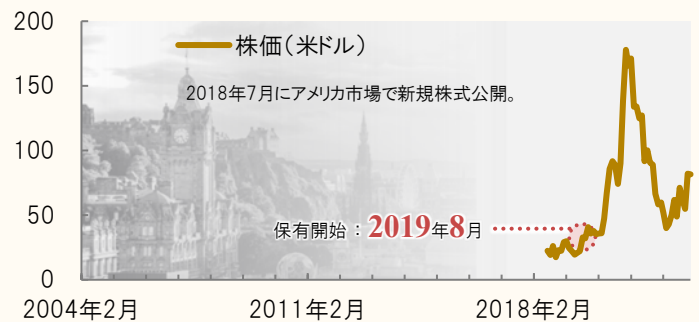 200
株価（米ドル）
150
2018年7月にアメリカ市場で新規株式公開。
100
50
保有開始：2019年8月
0
2004年2月 2011年2月 2018年2月